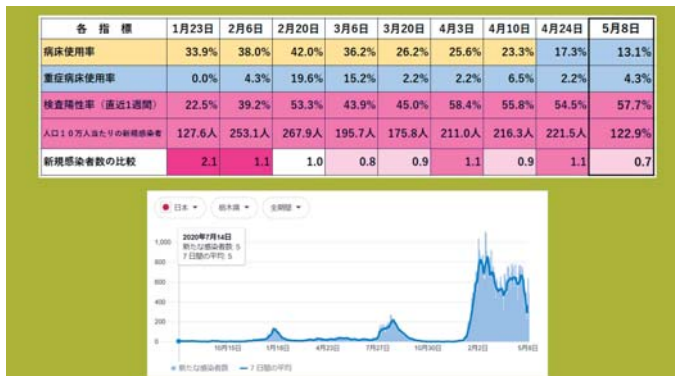 各 指 標 1月23日 2月6日 2月20日 3月6日 3月20日 4月3日 4月10日 4月24日 5月8日
病床使用率 33.9% 38.0% 42.0% 36.2% 26.2% 25.6% 23.3% 17.3% 13.1%
重症病床使用率 0.0% 4.3% 19.6% 15.2% 2.2% 2.2% 6.5% 2.2% 4.3%
検査陽性率(直近1週間) 22.5% 39.2% 53.3% 43.9% 45.0% 58.4% 55.8% 54.5% 57.7%
人口10万人当たりの新規感染者 127.6人 253.1人 267.9人 195.7人 175.8人 211.0人 216.3人 221.5人 122.9%
新規感染者数の比較 2.1 1.1 1.0 0.8 0.9 1.1 0.9 1.1 0.7
日本 栃木県 全期間
2020年7月14日
新たな感染者数: 5
7 日間の平均: 5
1,000
800
600
400
200
0
10月15日 1月18日 4月23日 7月27日 10月30日 2月2日 5月8日
新たな感染者数 7 日間の平均